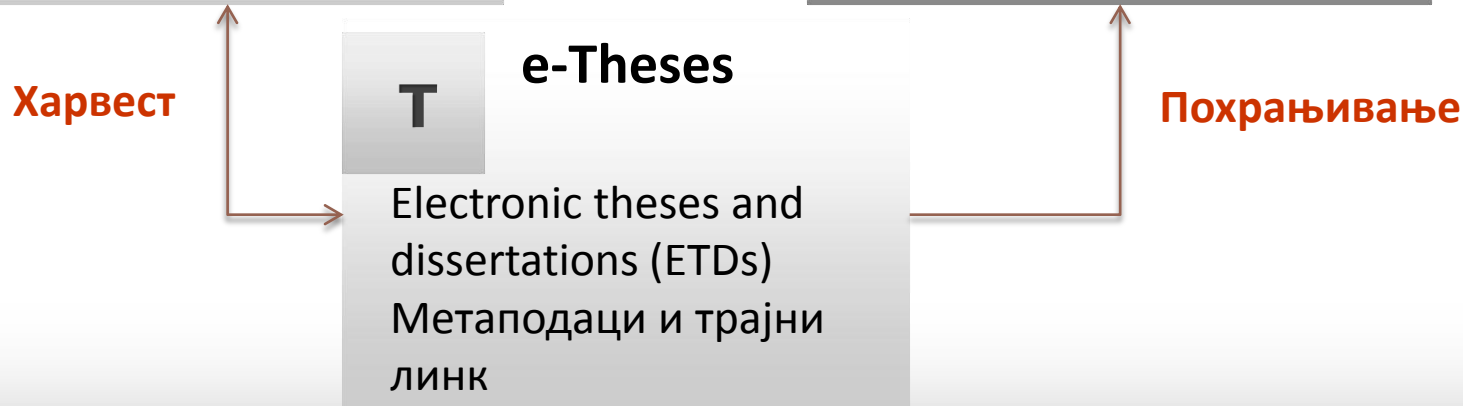 e-Theses
Харвест
T
Похрањивање
Electronic theses and
dissertations (ETDs)
Метаподаци и трајни
линк